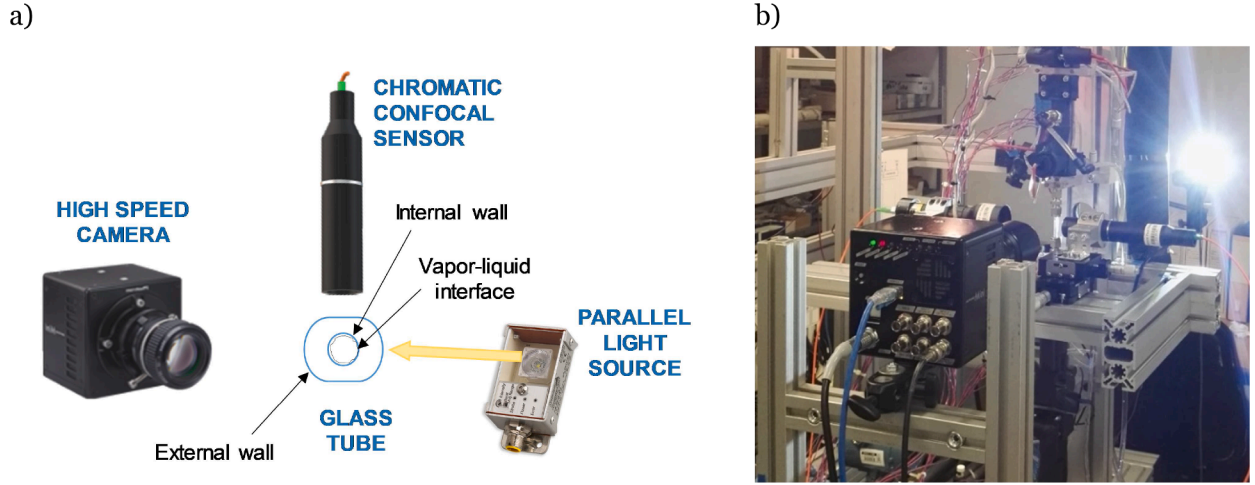 a)
b)
CHROMATIC
CONFOCAL
SENSOR
HIGH SPEED
CAMERA
Internal wall
Vapor-liquid
interface
PARALLEL
LIGHT
SOURCE
GLASS
TUBE
External wall